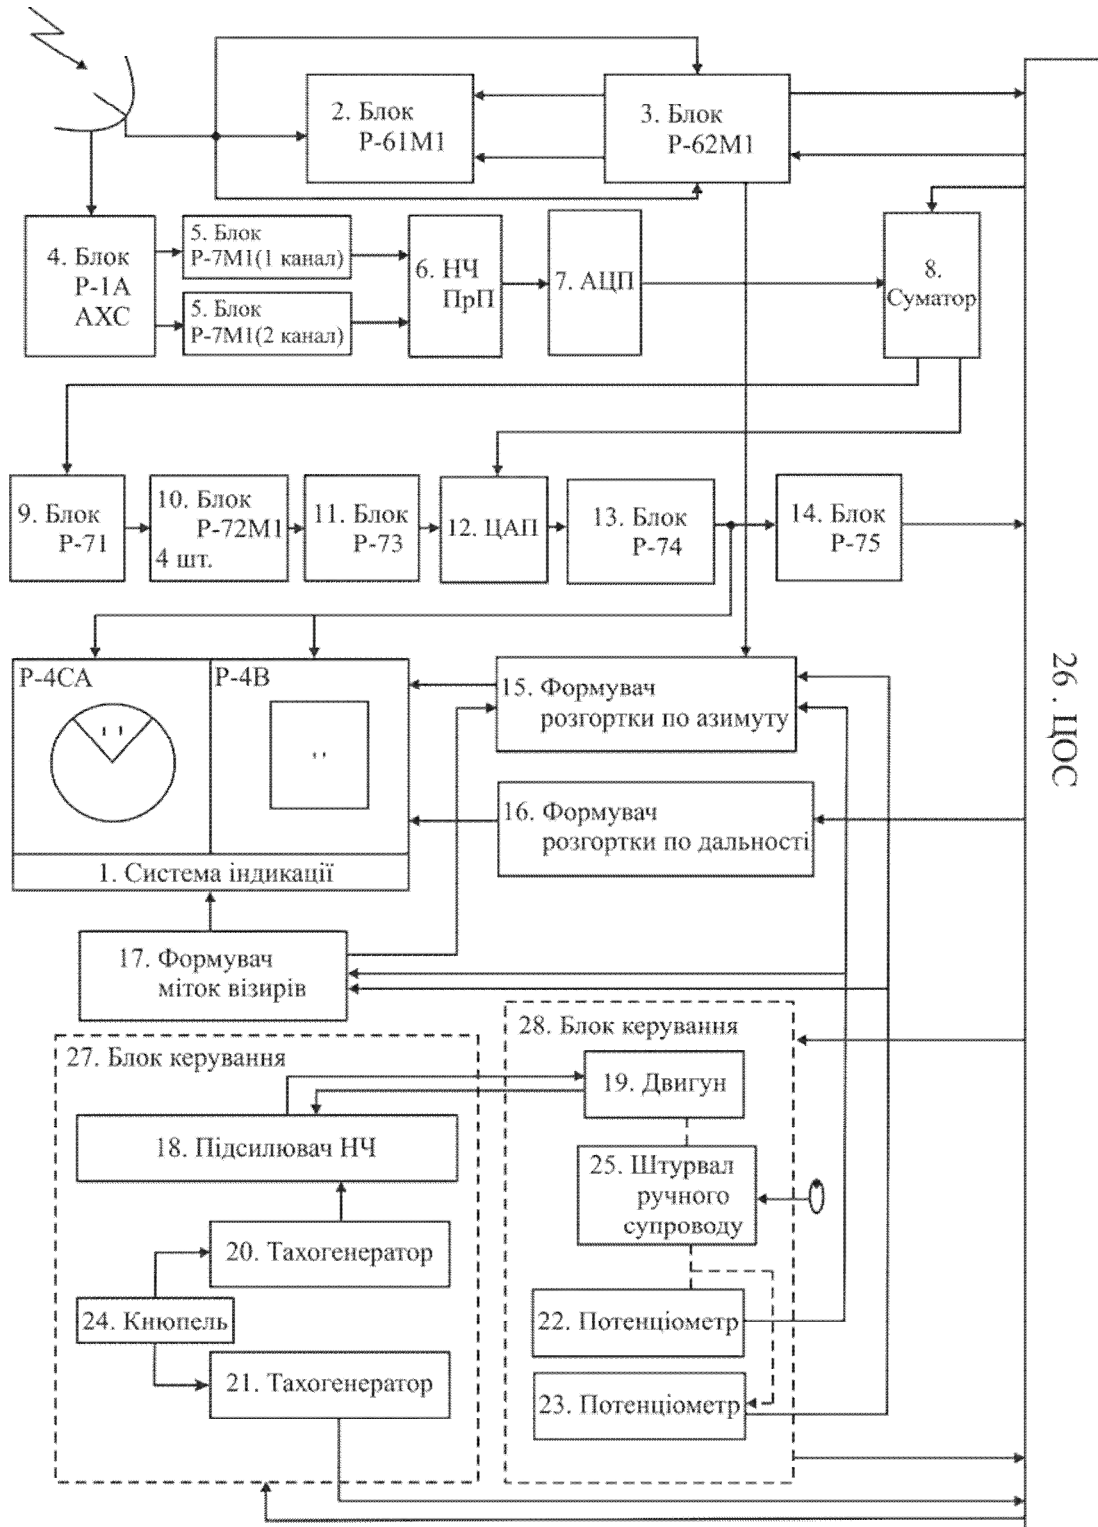 2. Блок
Р-61М1
3. Блок
Р-62М1
4. Блок
Р-1А
АХС
5. Блок
Р-7М1(1 канал)
5. Блок
Р-7М1(2 канал)
6. НЧ
ПрП
7. АЦП
8.
Суматор
9. Блок
Р-71
10. Блок
Р-72М1
4 шт.
11. Блок
Р-73
12. ЦАП
13. Блок
Р-74
14. Блок
Р-75
Р-4СА
Р-4В
1. Система індикації
15. Формувач
розгортки по азимуту
16. Формувач
розгортки по дальності
26 . ЦОС
17. Формувач
міток візирів
27. Блок керування
28. Блок керування
18. Підсилювач НЧ
19. Двигун
25. Штурвал
ручного
супроводу
20. Тахогенератор
24. Кнюпель
21. Тахогенератор
22. Потенціометр
23. Потенціометр